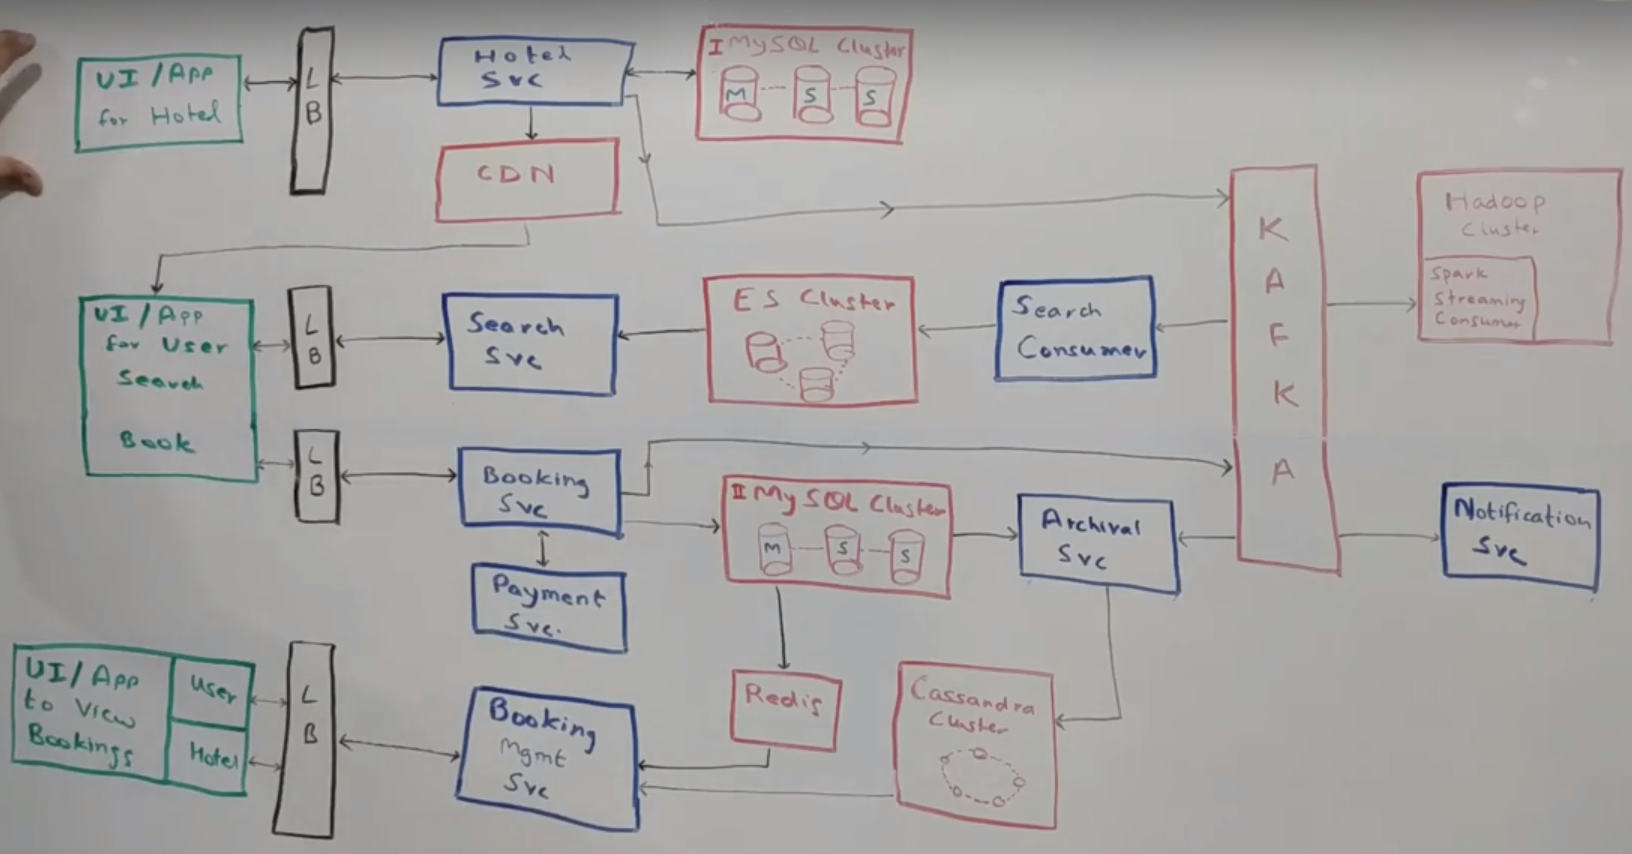 UI/App
for Hotel
L
B
Hotel
Svc
I MySQL Cluster
M
S
S
CDN
K
A
F
K
A
Hadoop
Cluster
Spark
Streaming
Consumer
UI/App
for User
Search
Book
L
B
Search
Svc
ES Cluster
Search
Consumer
L
B
Booking
Svc
II MySQL Cluster
M
S
S
Archival
Svc
Notification
Svc
Payment
Svc.
UI/App
to View
Bookings
User
Hotel
L
B
Booking
Mgmt
Svc
Redis
Cassandra
Cluster